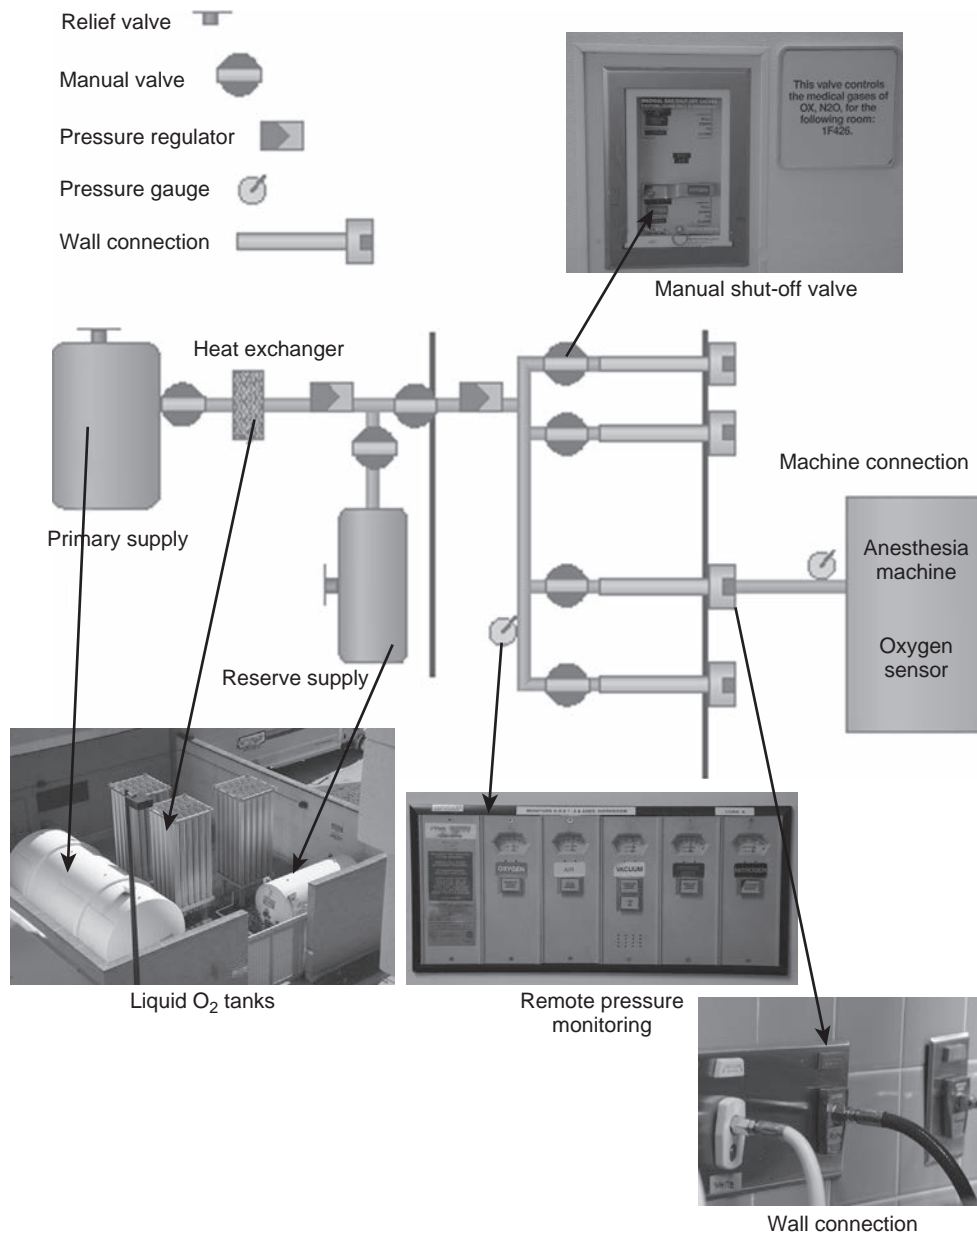 Relief valve
Manual valve
Pressure regulator
Pressure gauge
Wall connection
This valve controls
the medical gases of
OX, N2O, for the
following room:
1F426.
Manual shut-off valve
Heat exchanger
Primary supply
Reserve supply
Machine connection
Anesthesia
machine
Oxygen
sensor
Liquid O2 tanks
OXYGEN
AIR
VACUUM
NITROGEN
Remote pressure
monitoring
Wall connection